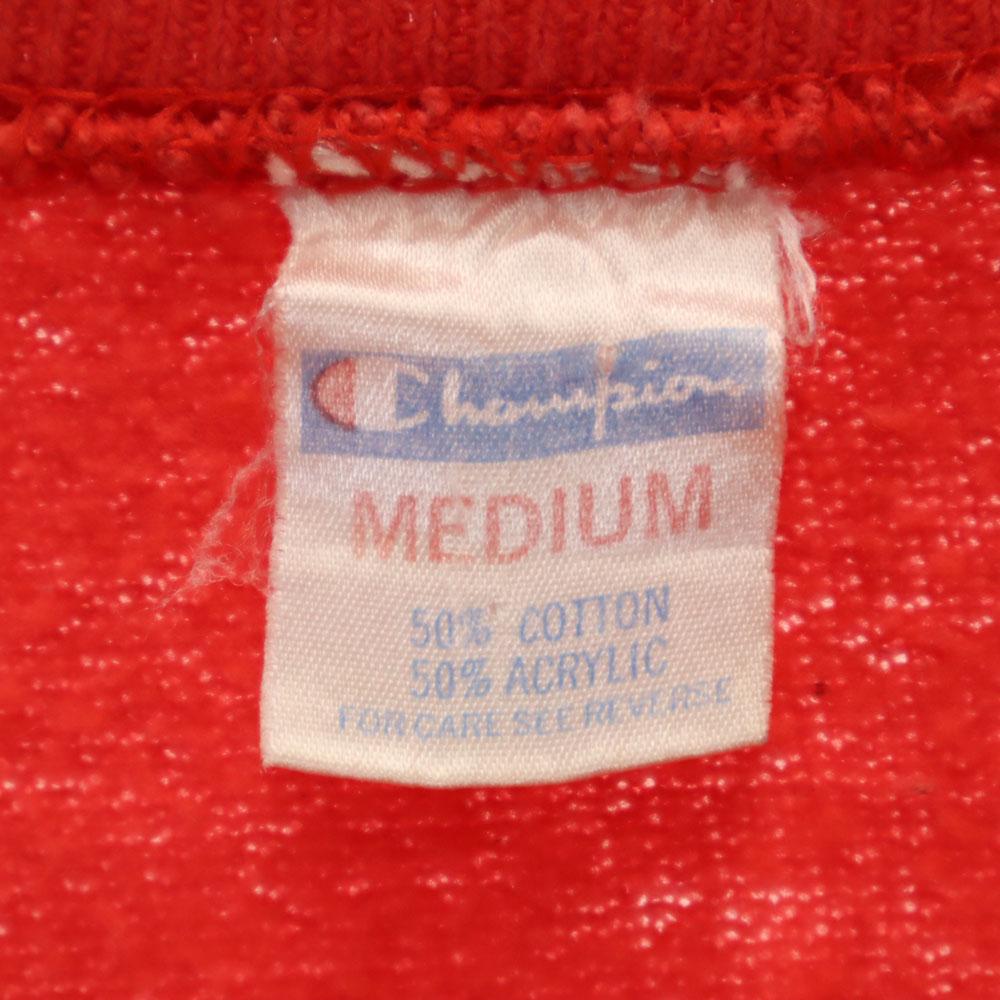 Champion
MEDIUM
50% COTTON
50% ACRYLIC
FOR CARE SEE REVERSE